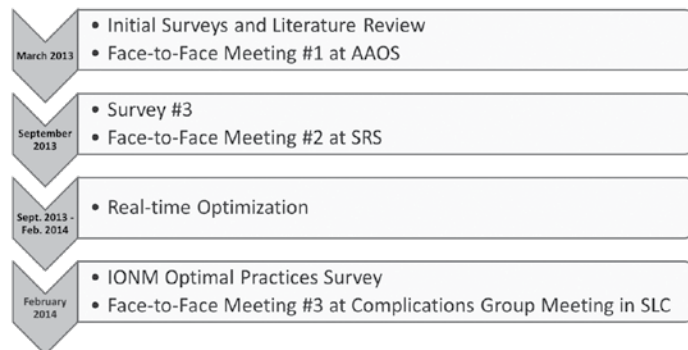 March 2013
• Initial Surveys and Literature Review
• Face-to-Face Meeting #1 at AAOS
September
2013
• Survey #3
• Face-to-Face Meeting #2 at SRS
Sept. 2013 -
Feb. 2014
• Real-time Optimization
February
2014
• IONM Optimal Practices Survey
• Face-to-Face Meeting #3 at Complications Group Meeting in SLC